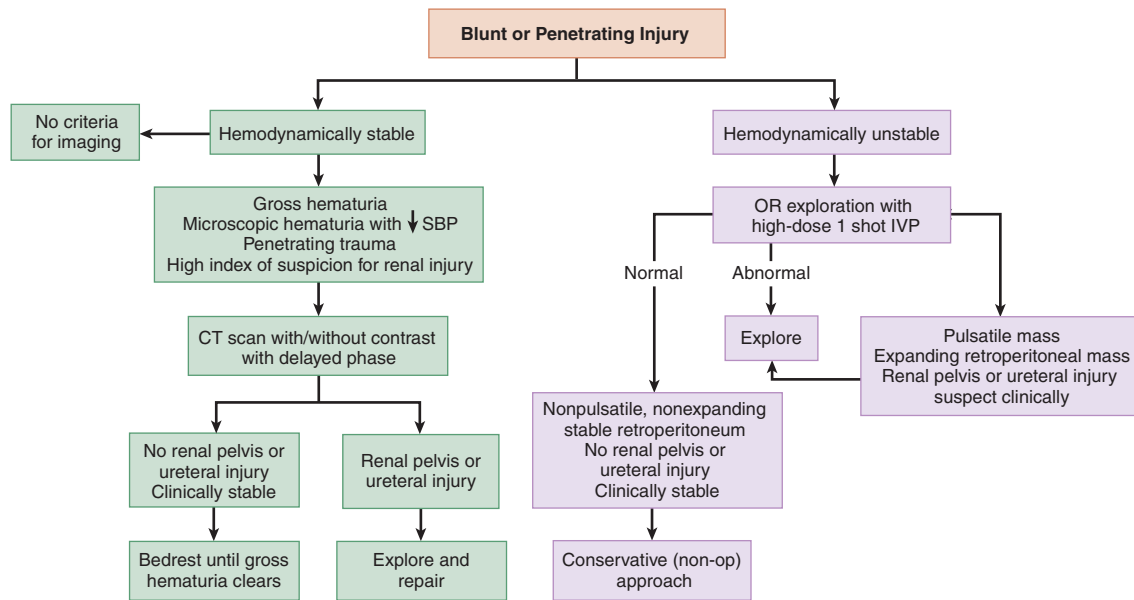 Blunt or Penetrating Injury
No criteria
for imaging
Hemodynamically stable
Hemodynamically unstable
Gross hematuria
Microscopic hematuria with ↓ SBP
Penetrating trauma
High index of suspicion for renal injury
OR exploration with
high-dose 1 shot IVP
Normal
Abnormal
CT scan with/without contrast
with delayed phase
Explore
Pulsatile mass
Expanding retroperitoneal mass
Renal pelvis or ureteral injury
suspect clinically
No renal pelvis or
ureteral injury
Clinically stable
Renal pelvis or
ureteral injury
Nonpulsatile, nonexpanding
stable retroperitoneum
No renal pelvis or
ureteral injury
Clinically stable
Bedrest until gross
hematuria clears
Explore and
repair
Conservative (non-op)
approach